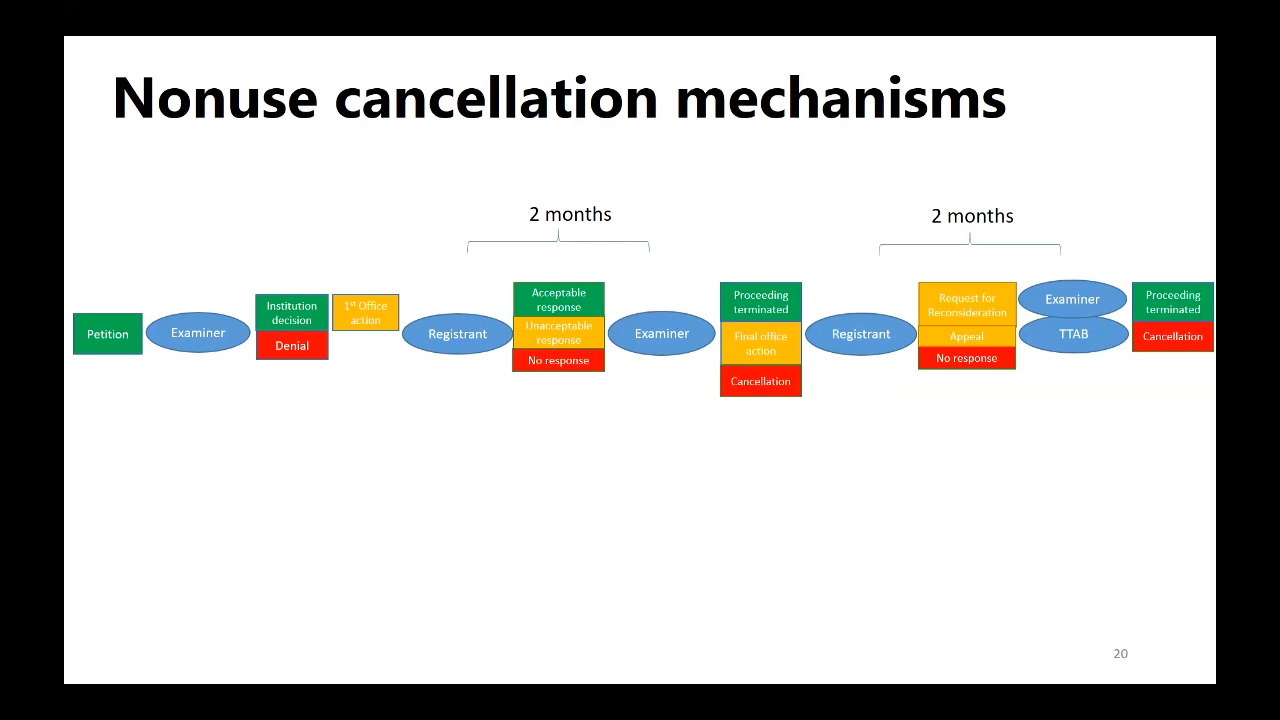 Nonuse cancellation mechanisms
2 months
2 months
Petition
Examiner
Institution
decision
Denial
1st Office
action
Registrant
Acceptable
response
Unacceptable
response
No response
Examiner
Proceeding
terminated
Final office
action
Cancellation
Registrant
Request for
Reconsideration
Appeal
No response
Examiner
TTAB
Proceeding
terminated
Cancellation
20